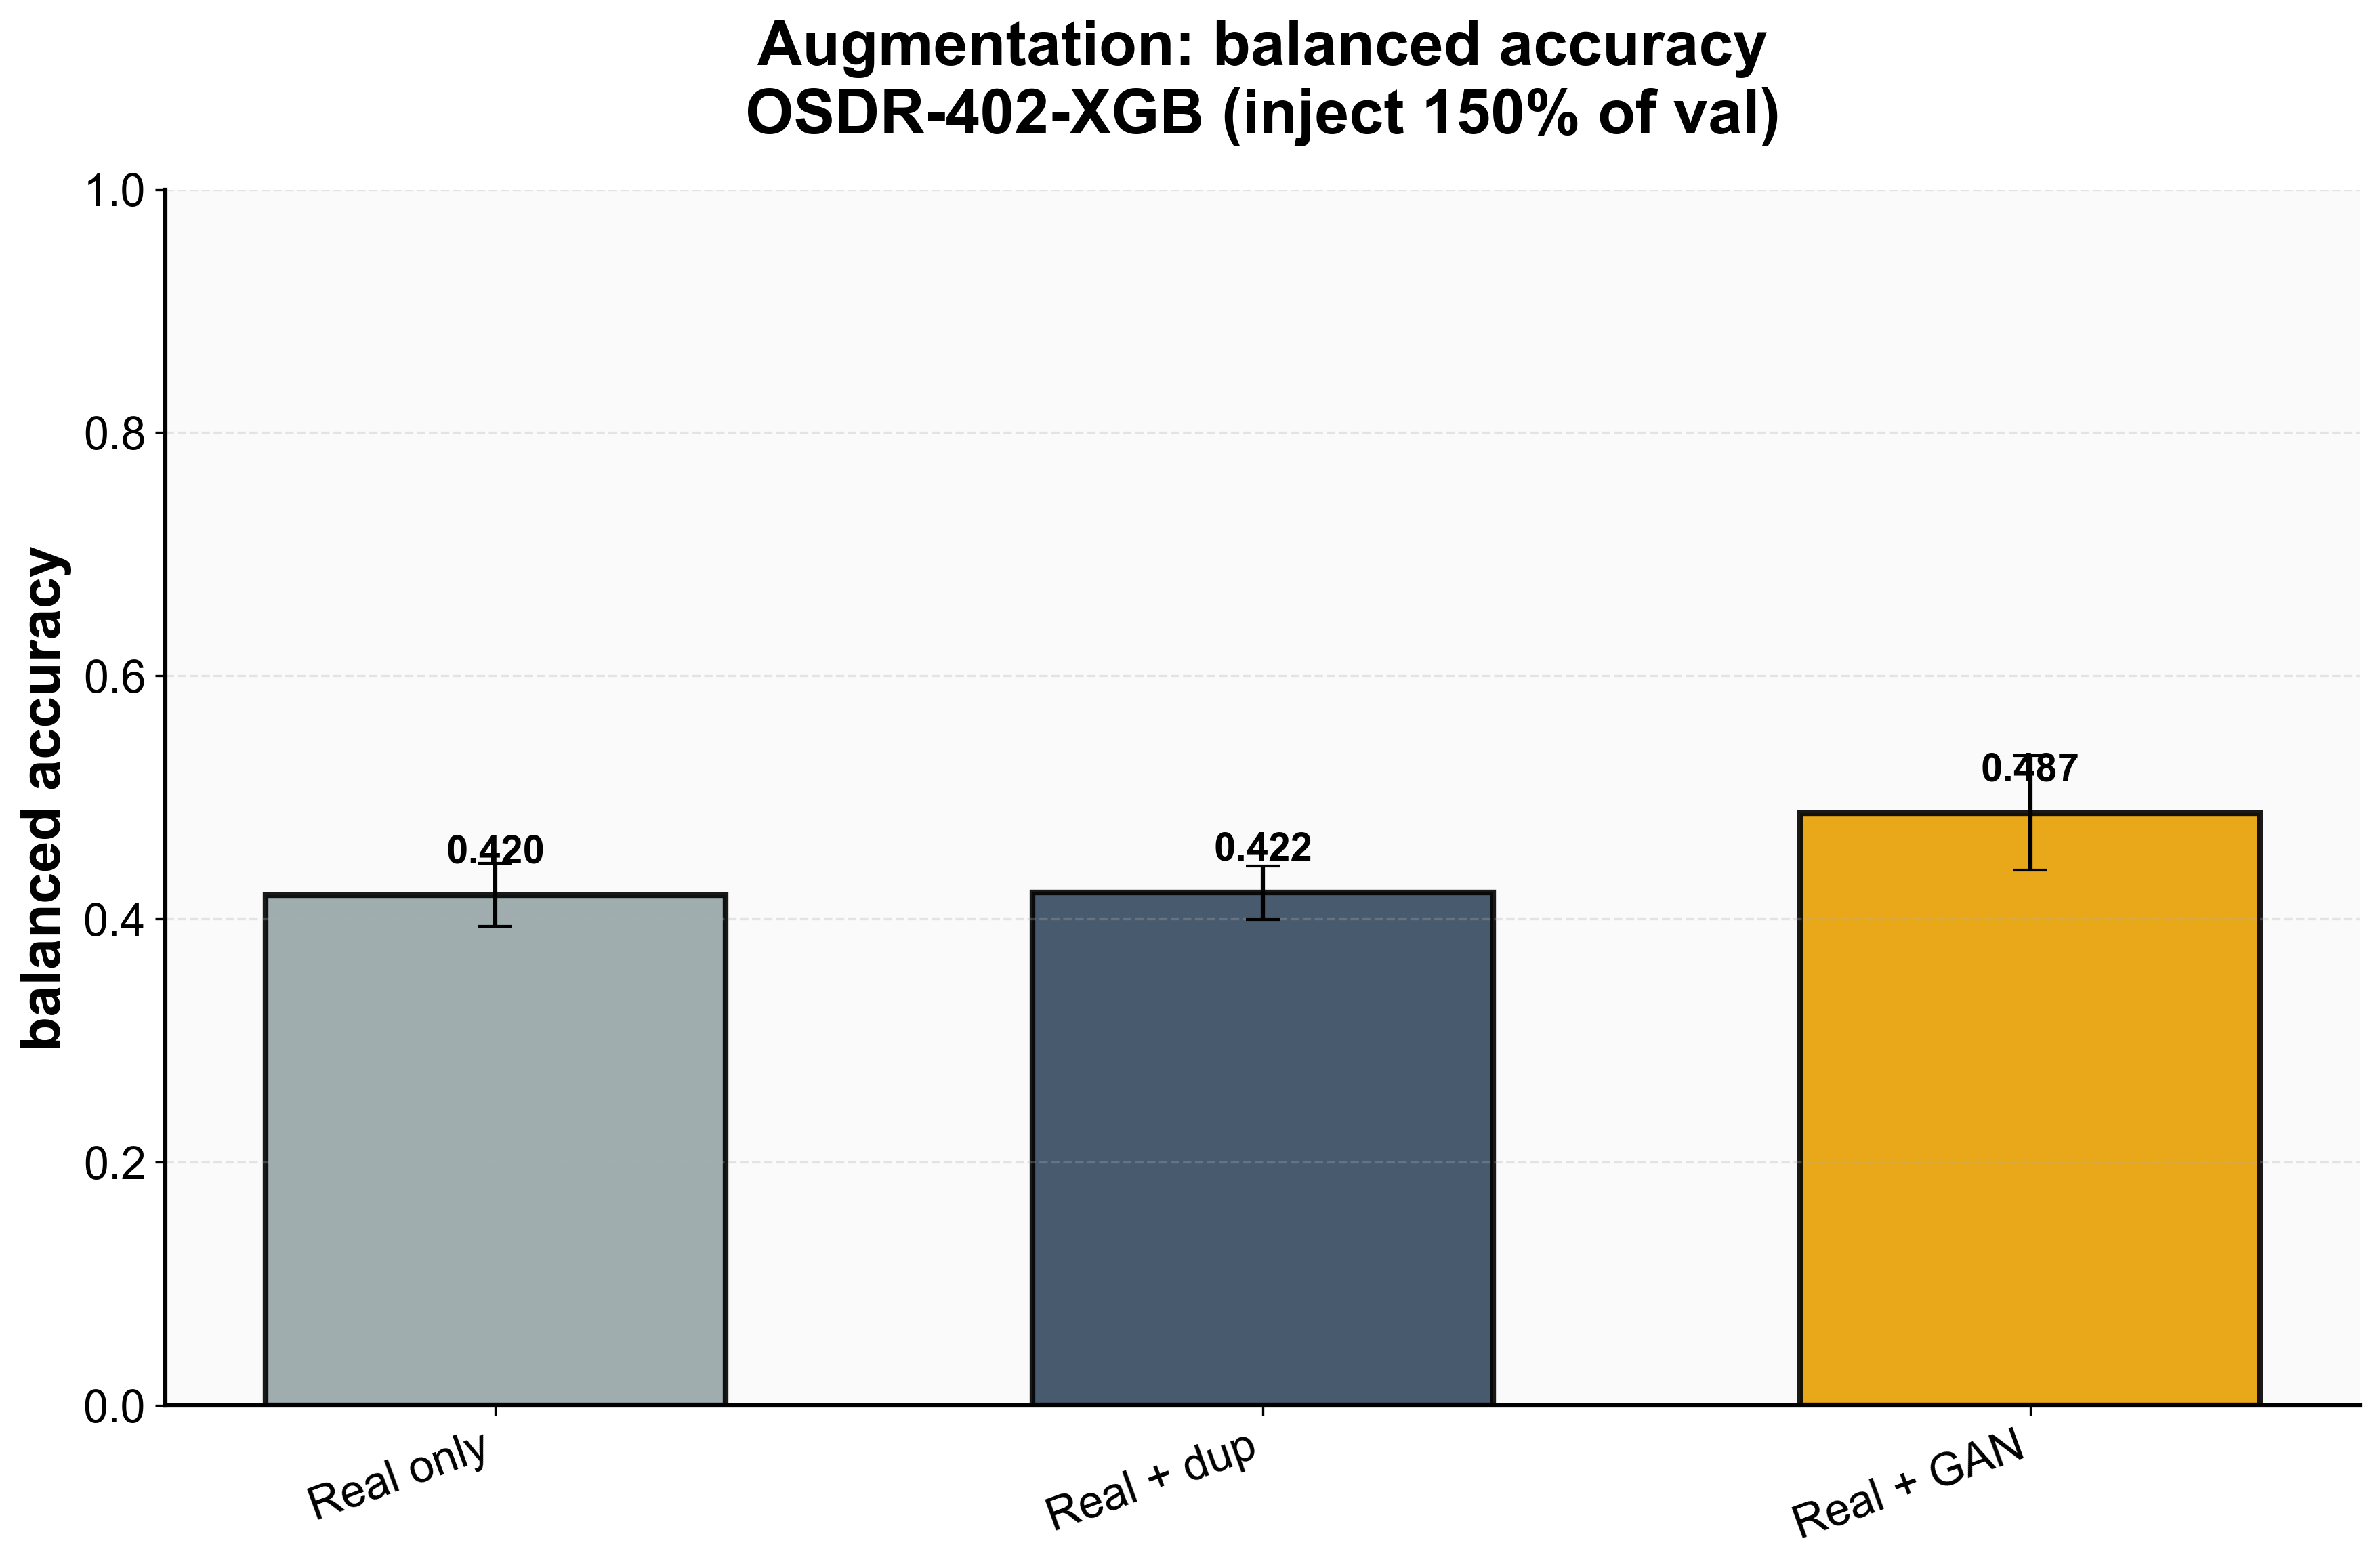 Augmentation: balanced accuracy
OSDR-402-XGB (inject 150% of val)
balanced accuracy
1.0
0.8
0.6
0.4
0.2
0.0
0.420
0.422
0.487
Real only
Real + dup
Real + GAN